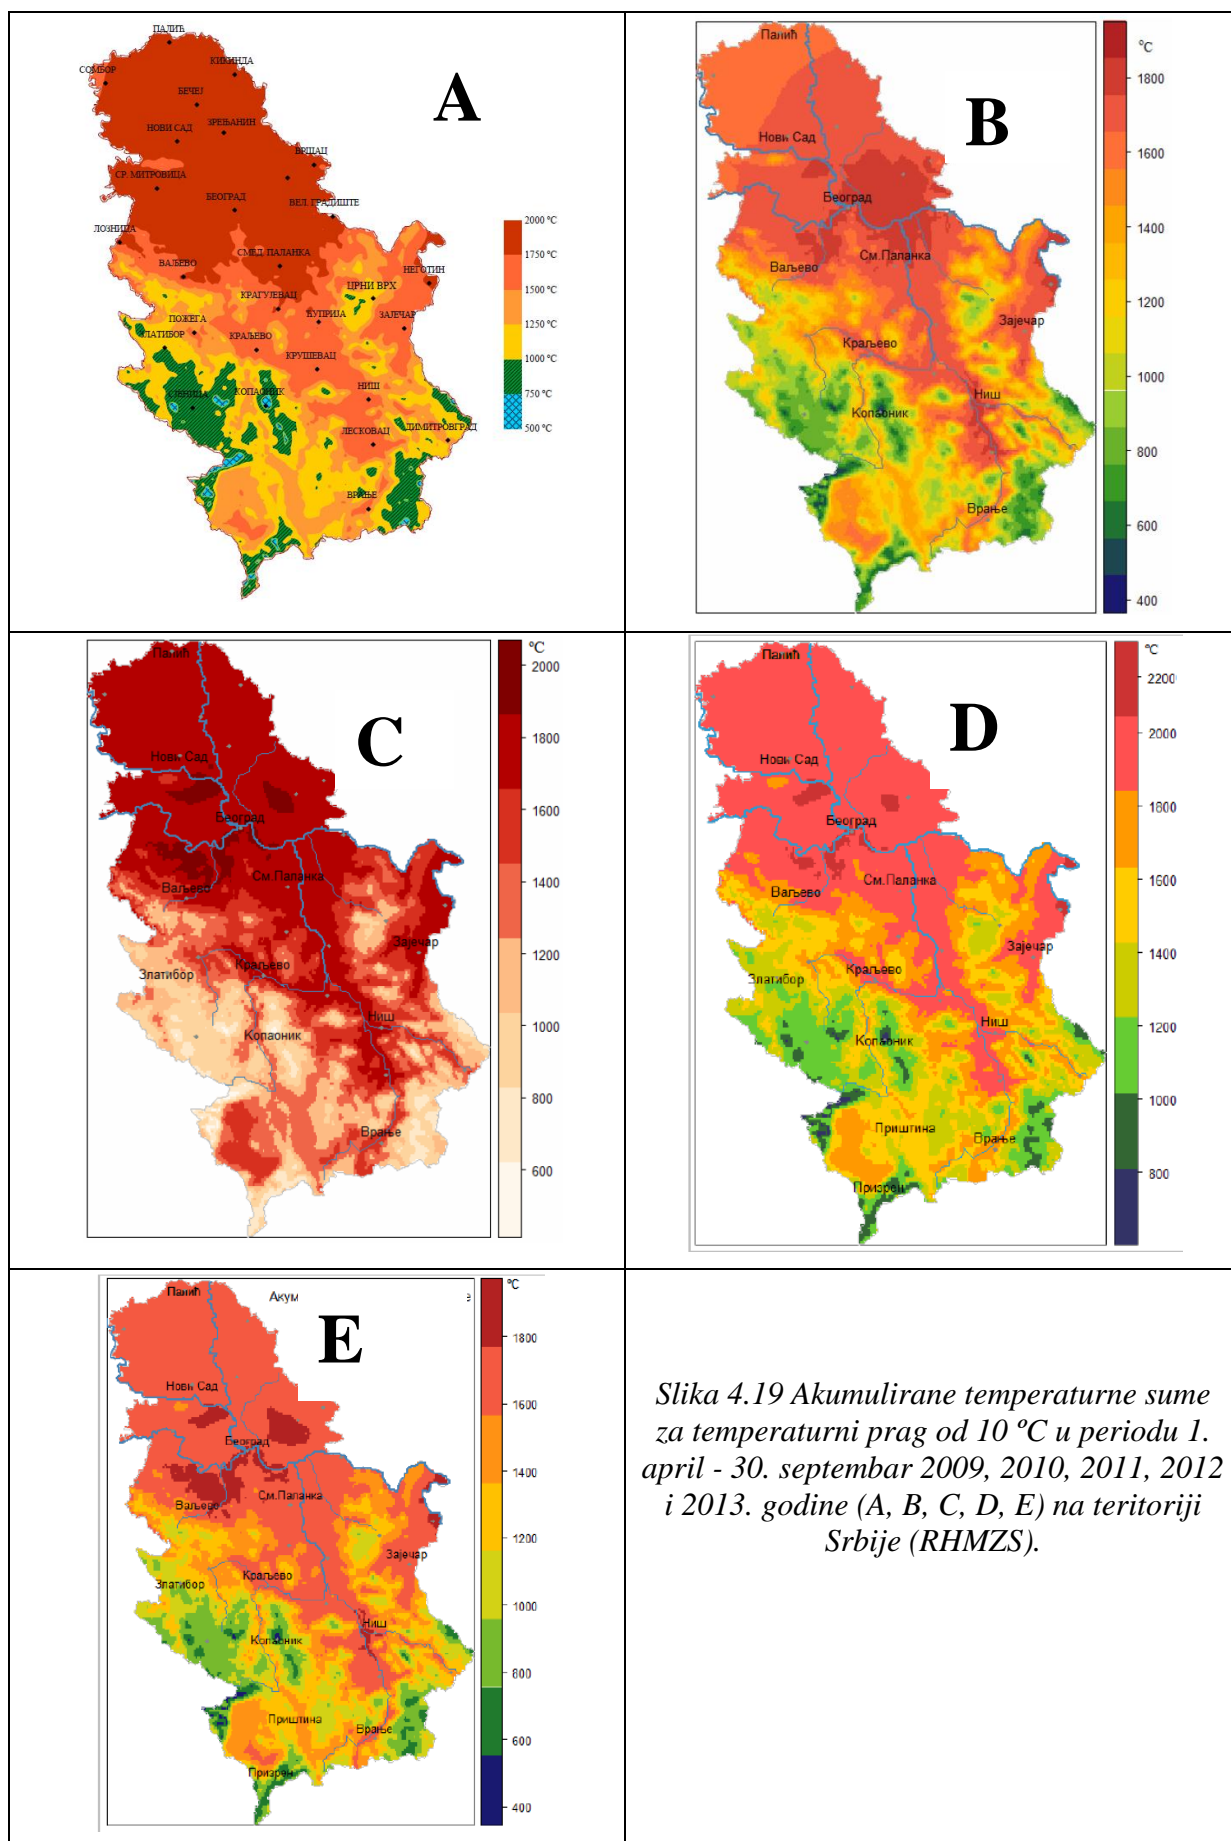 A
ПАЛИЋ
КИКИНДА
СОМБОР
БЕЧЕЈ
НОВИ САД
ЗРЕЊАНИН
ВРШАЦ
СР. МИТРОВИЦА
БЕОГРАД
ВЕЛ. ГРАДИШТЕ
ЛОЗНИЦА
ВАЉЕВО
СМЕД. ПАЛАНКА
НЕГОТИН
ЦРНИ ВРХ
КРАГУЈЕВАЦ
ЋУПРИЈА
ЗАЈЕЧАР
ПОЖЕГА
ЗЛАТИБОР
КРАЉЕВО
КРУШЕВАЦ
НИШ
СЈЕНИЦА
КОПАОНИК
ЛЕСКОВАЦ
ДИМИТРОВГРАД
ВРАЊЕ
2000 °C
1750 °C
1500 °C
1250 °C
1000 °C
750 °C
500 °C
B
Палић
Нови Сад
Београд
См.Паланка
Ваљево
Зајечар
Краљево
Ниш
Копаоник
Врање
°C
1800
1600
1400
1200
1000
800
600
400
C
Палић
Нови Сад
Београд
Ваљево
См.Паланка
Зајечар
Златибор
Краљево
Ниш
Копаоник
Врање
°C
2000
1800
1600
1400
1200
1000
800
600
D
Палић
Нови Сад
Београд
Ваљево
См.Паланка
Зајечар
Златибор
Краљево
Ниш
Копаоник
Приштина
Врање
Призрен
°C
2200
2000
1800
1600
1400
1200
1000
800
E
Палић
Акум
е
Нови Сад
Београд
Ваљево
См.Паланка
Зајечар
Златибор
Краљево
Ниш
Копаоник
Приштина
Врање
Призрен
°C
1800
1600
1400
1200
1000
800
600
400
Slika 4.19 Akumulirane temperaturne sume
za temperaturni prag od 10 ºC u periodu 1.
april - 30. septembar 2009, 2010, 2011, 2012
i 2013. godine (A, B, C, D, E) na teritoriji
Srbije (RHMZS).